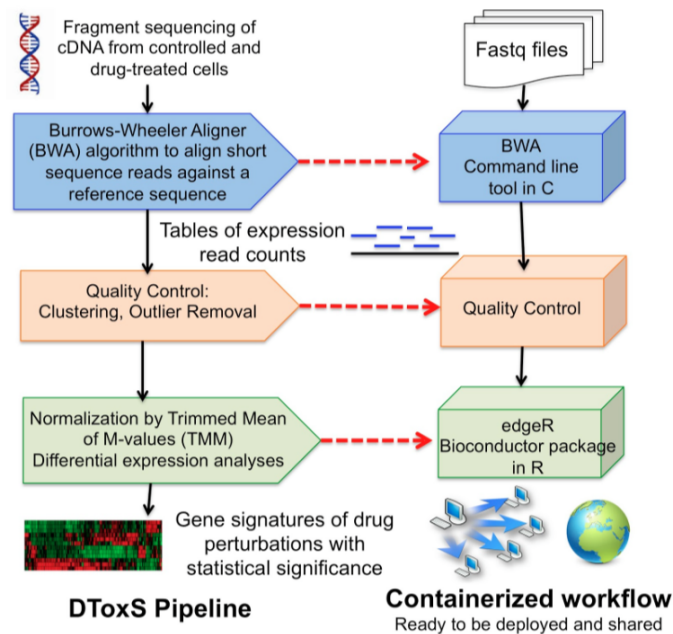 Fragment sequencing of
cDNA from controlled and
drug-treated cells
Fastq files
Burrows-Wheeler Aligner
(BWA) algorithm to align short
sequence reads against a
reference sequence
BWA
Command line
tool in C
Tables of expression
read counts
Quality Control:
Clustering, Outlier Removal
Quality Control
Normalization by Trimmed Mean
of M-values (TMM)
Differential expression analyses
edgeR
Bioconductor package
in R
Gene signatures of drug
perturbations with
statistical significance
DToxS Pipeline
Containerized workflow
Ready to be deployed and shared